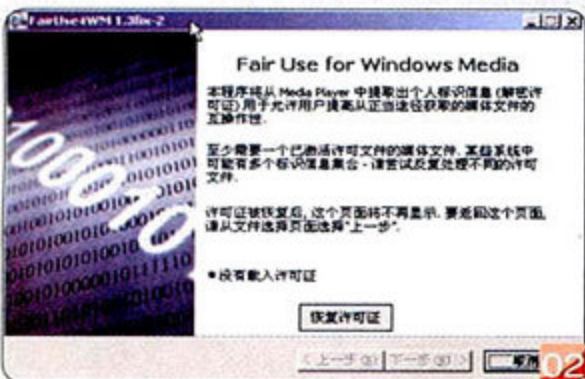 FairUse4WM 1.3fix-2
Fair Use for Windows Media
本程序将从 Media Player 中提取出个人标识信息 (解密许
可证) 用于允许用户提高从正当途径获取的媒体文件的
互操作性.
至少需要一个已激活许可文件的媒体文件. 某些系统中
可能有多个标识信息集合 - 请尝试反复处理不同的许可
文件.
许可证被恢复后, 这个页面将不再显示. 要返回这个页面,
请从文件选择页面选择"上一步".
*没有载入许可证
恢复许可证
< 上一步 下一步 >
取消
02